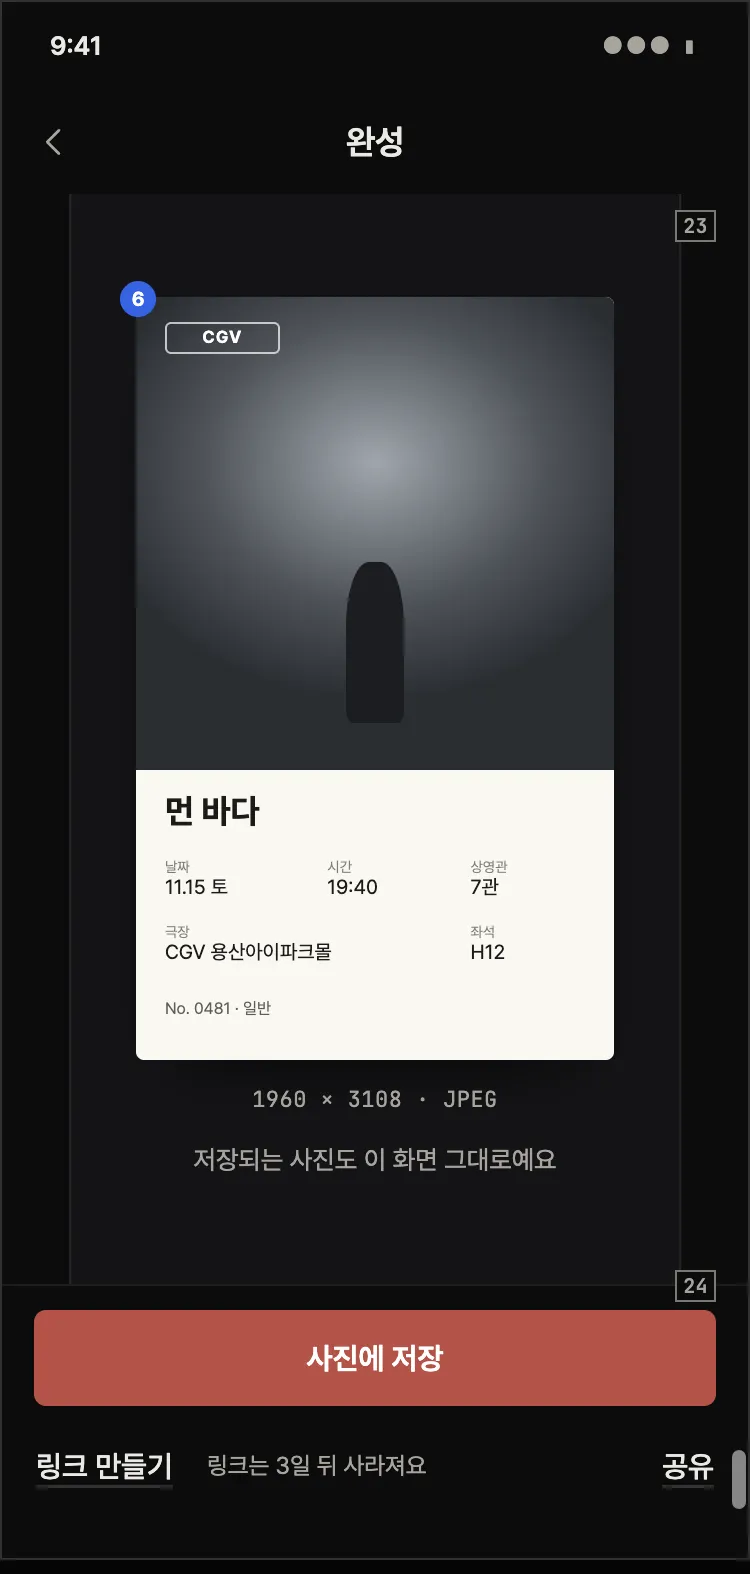 9:41
완성
23
6
CGV
먼 바다
날짜 시간 상영관
11.15 토 19:40 7관
극장 좌석
CGV 용산아이파크몰 H12
No. 0481 · 일반
1960 × 3108 · JPEG
저장되는 사진도 이 화면 그대로예요
24
사진에 저장
링크 만들기 링크는 3일 뒤 사라져요 공유